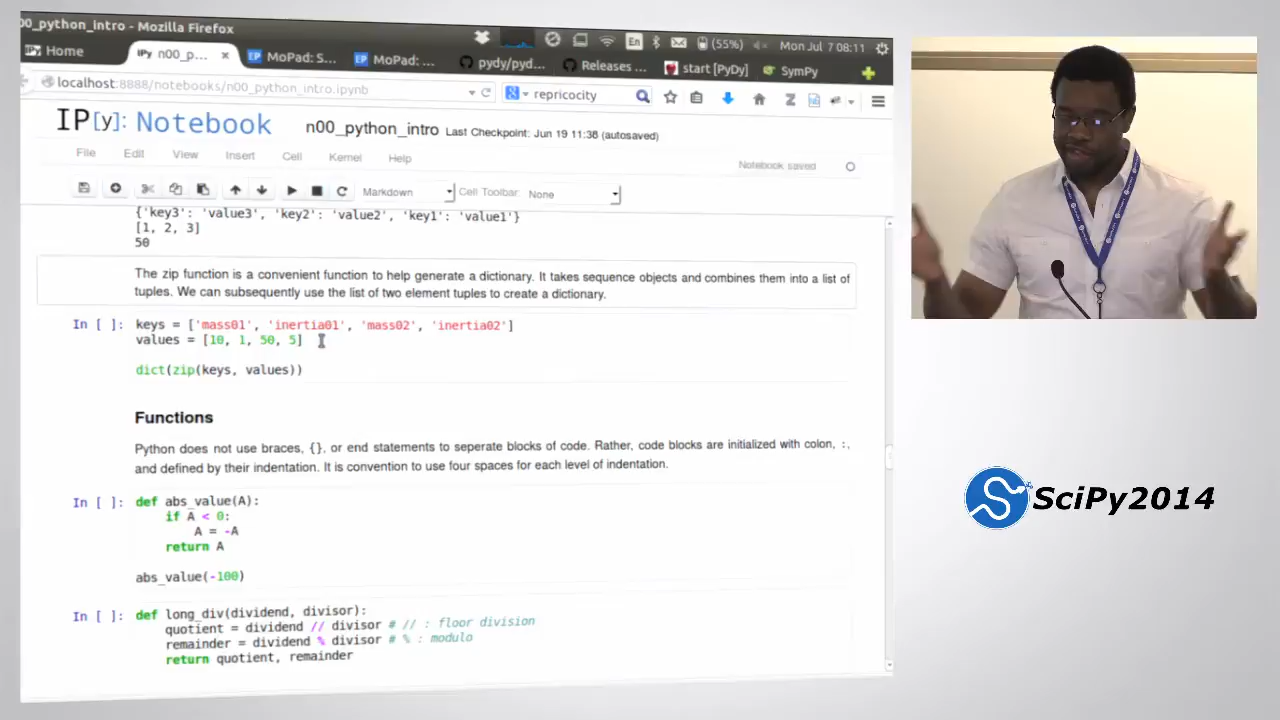 00_python_intro - Mozilla Firefox
En
(55%)
Mon Jul 7 08:11
IPy Home
IPy n00_p... ×
EP MoPad: S...
EP MoPad: ...
pydy/pyd...
Releases ...
start [PyDy]
SymPy
localhost:8888/notebooks/n00_python_intro.ipynb
repricocity
IP[y]: Notebook
n00_python_intro Last Checkpoint: Jun 19 11:36 (autosaved)
File Edit View Insert Cell Kernel Help
Notebook saved
Markdown
Cell Toolbar: None
{'key3': 'value3', 'key2': 'value2', 'key1': 'value1'}
[1, 2, 3]
50
The zip function is a convenient function to help generate a dictionary. It takes sequence objects and combines them into a list of
tuples. We can subsequently use the list of two element tuples to create a dictionary.
In [ ]: keys = ['mass01', 'inertia01', 'mass02', 'inertia02']
values = [10, 1, 50, 5]
dict(zip(keys, values))
Functions
Python does not use braces, {}, or end statements to seperate blocks of code. Rather, code blocks are initialized with colon, :,
and defined by their indentation. It is convention to use four spaces for each level of indentation.
In [ ]: def abs_value(A):
if A < 0:
A = -A
return A
abs_value(-100)
In [ ]: def long_div(dividend, divisor):
quotient = dividend // divisor # // : floor division
remainder = dividend % divisor # % : modulo
return quotient, remainder
SciPy2014